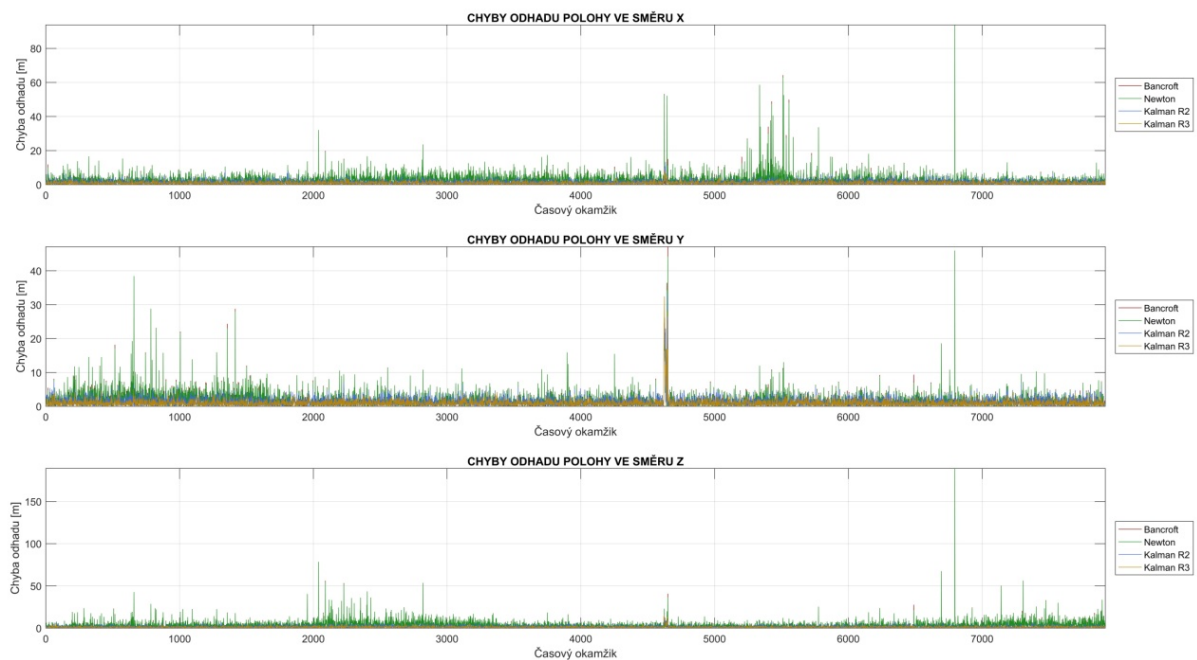 CHYBY ODHADU POLOHY VE SMĚRU X
Chyba odhadu [m]
80
60
40
20
0
0 1000 2000 3000 4000 5000 6000 7000
Časový okamžik
Bancroft
Newton
Kalman R2
Kalman R3
CHYBY ODHADU POLOHY VE SMĚRU Y
Chyba odhadu [m]
40
30
20
10
0
0 1000 2000 3000 4000 5000 6000 7000
Časový okamžik
Bancroft
Newton
Kalman R2
Kalman R3
CHYBY ODHADU POLOHY VE SMĚRU Z
Chyba odhadu [m]
150
100
50
0
0 1000 2000 3000 4000 5000 6000 7000
Časový okamžik
Bancroft
Newton
Kalman R2
Kalman R3